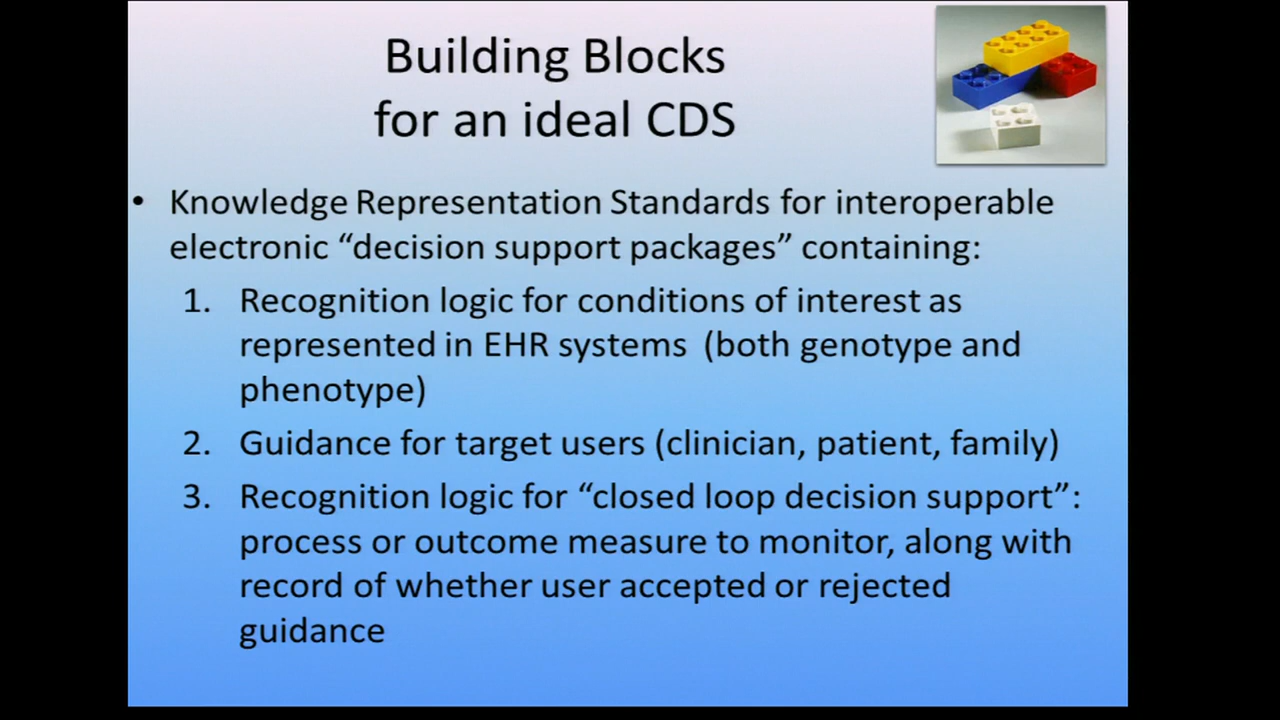 Building Blocks
for an ideal CDS
• Knowledge Representation Standards for interoperable
electronic “decision support packages” containing:
1. Recognition logic for conditions of interest as
represented in EHR systems (both genotype and
phenotype)
2. Guidance for target users (clinician, patient, family)
3. Recognition logic for “closed loop decision support”:
process or outcome measure to monitor, along with
record of whether user accepted or rejected
guidance